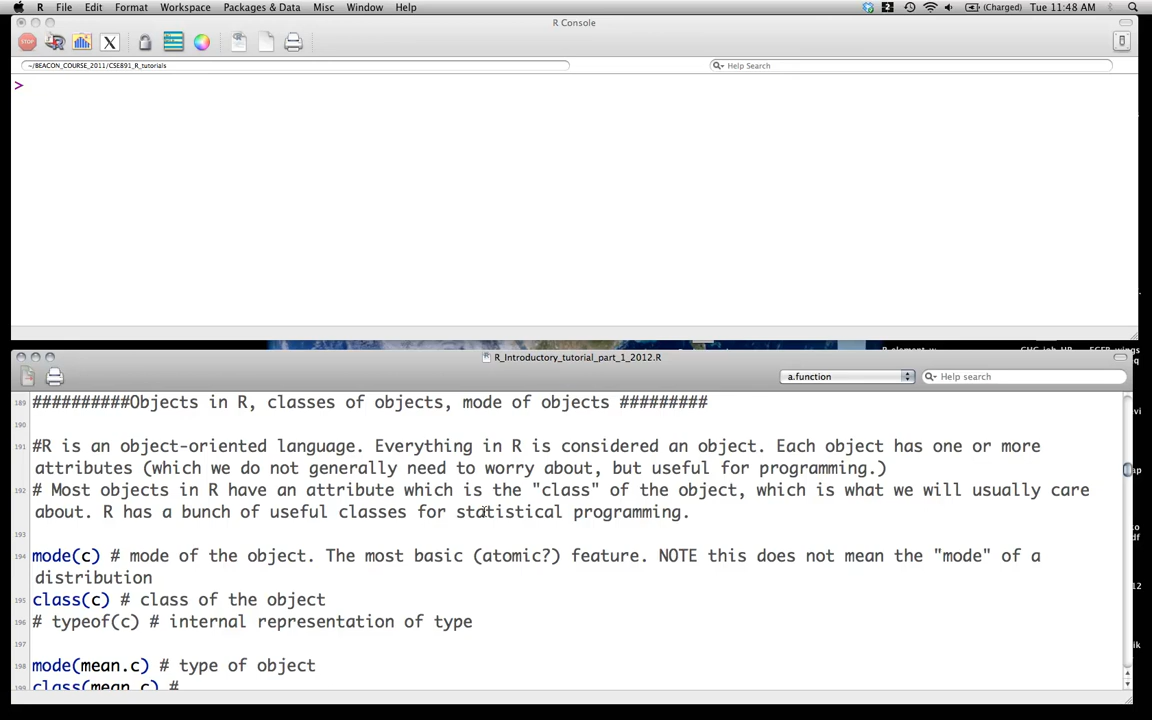 R File Edit Format Workspace Packages & Data Misc Window Help 2 (Charged) Tue 11:48 AM
R Console
STOP R X
~/BEACON_COURSE_2011/CSE891_R_tutorials Help Search
>
R_Introductory_tutorial_part_1_2012.R
a.function Help search
189 ##########Objects in R, classes of objects, mode of objects #########
190
191 #R is an object-oriented language. Everything in R is considered an object. Each object has one or more
attributes (which we do not generally need to worry about, but useful for programming.)
192 # Most objects in R have an attribute which is the "class" of the object, which is what we will usually care
about. R has a bunch of useful classes for statistical programming.
193
194 mode(c) # mode of the object. The most basic (atomic?) feature. NOTE this does not mean the "mode" of a
distribution
195 class(c) # class of the object
196 # typeof(c) # internal representation of type
197
198 mode(mean.c) # type of object
199 class(mean.c) #